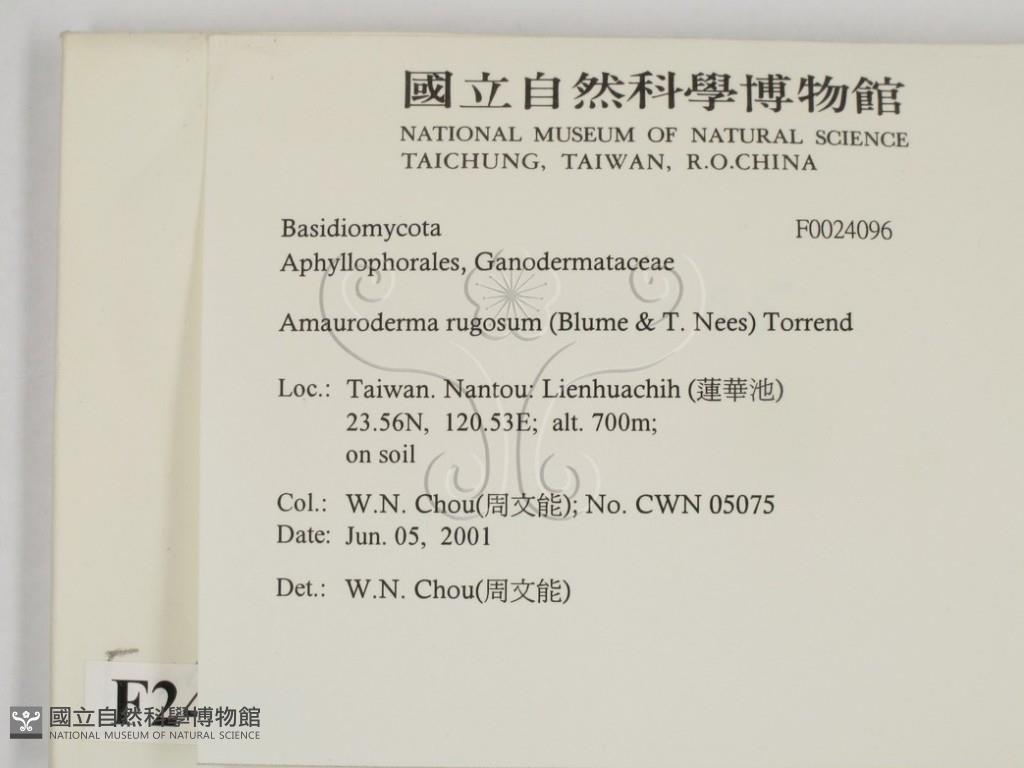 國立自然科學博物館
NATIONAL MUSEUM OF NATURAL SCIENCE
TAICHUNG, TAIWAN, R.O.CHINA
Basidiomycota F0024096
Aphyllophorales, Ganodermataceae
Amauroderma rugosum (Blume & T. Nees) Torrend
Loc.: Taiwan. Nantou: Lienhuachih (蓮華池)
23.56N, 120.53E; alt. 700m;
on soil
Col.: W.N. Chou(周文能); No. CWN 05075
Date: Jun. 05, 2001
Det.: W.N. Chou(周文能)
F24
國立自然科學博物館
NATIONAL MUSEUM OF NATURAL SCIENCE